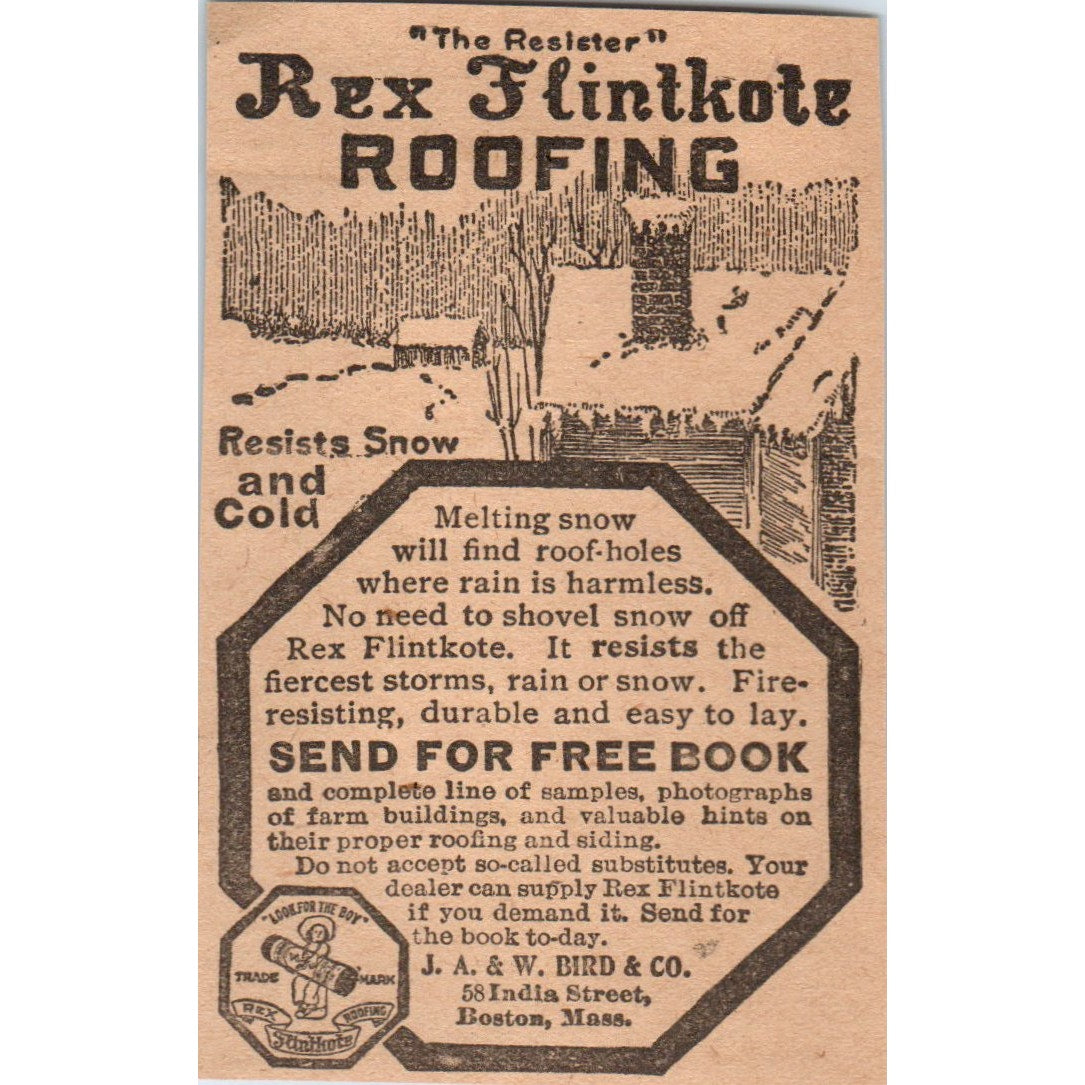 "The Resister"
Rex Flintkote
ROOFING
Resists Snow
and
Cold
Melting snow
will find roof-holes
where rain is harmless.
No need to shovel snow off
Rex Flintkote. It resists the
fiercest storms, rain or snow. Fire-
resisting, durable and easy to lay.
SEND FOR FREE BOOK
and complete line of samples, photographs
of farm buildings, and valuable hints on
their proper roofing and siding.
Do not accept so-called substitutes. Your
dealer can supply Rex Flintkote
if you demand it. Send for
the book to-day.
J. A. & W. BIRD & CO.
58 India Street,
Boston, Mass.
"LOOK FOR THE BOY"
TRADE MARK
REX ROOFING
Flintkote